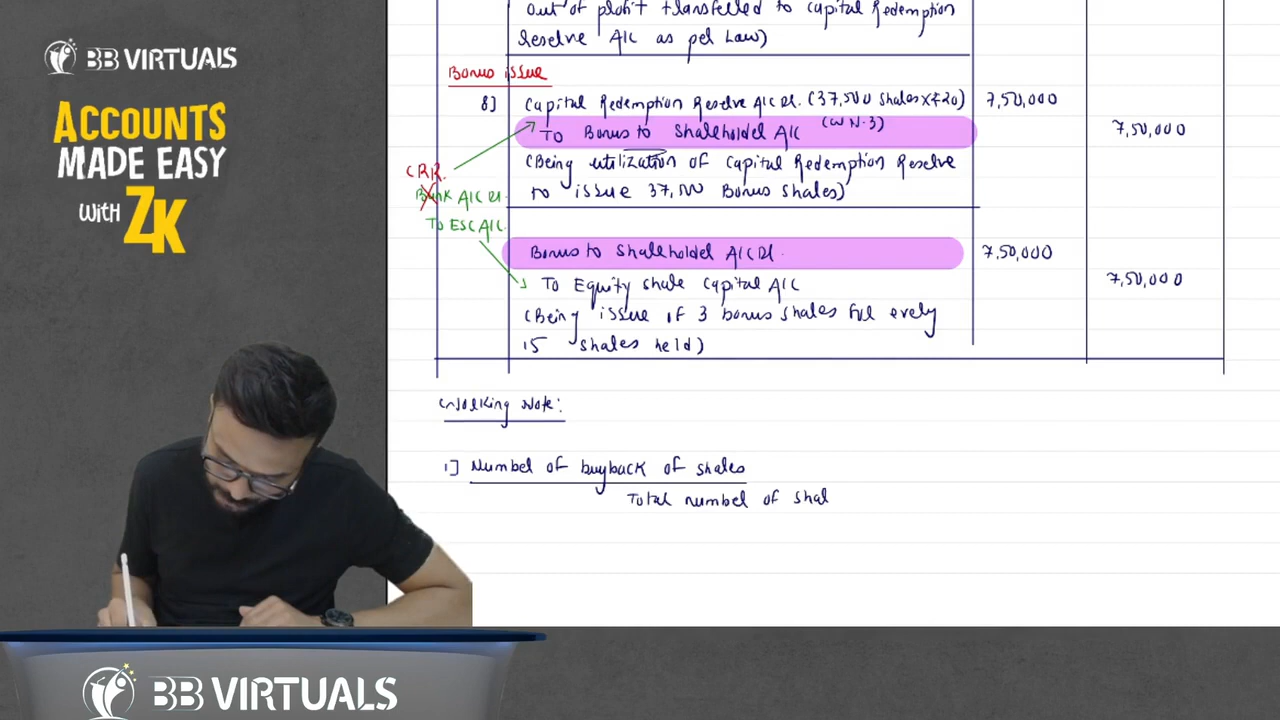 BB VIRTUALS
ACCOUNTS
MADE EASY
with ZK
out of profit transferred to Capital Redemption
Reserve A/c as per Law)
Bonus issue
8] Capital Redemption Reserve A/c Dr. (37,500 shares x ₹20) 7,50,000
To Bonus to Shareholder A/c (WN.3) 7,50,000
(Being utilization of Capital Redemption Reserve
to issue 37,500 Bonus shares)
CRR.
Bank A/c Dr.
To ESC A/c.
Bonus to Shareholder A/c Dr. 7,50,000
To Equity share Capital A/c 7,50,000
(Being issue of 3 bonus shares for every
15 shares held)
Working Note:
1] Number of buyback of shares
Total number of shar
BB VIRTUALS